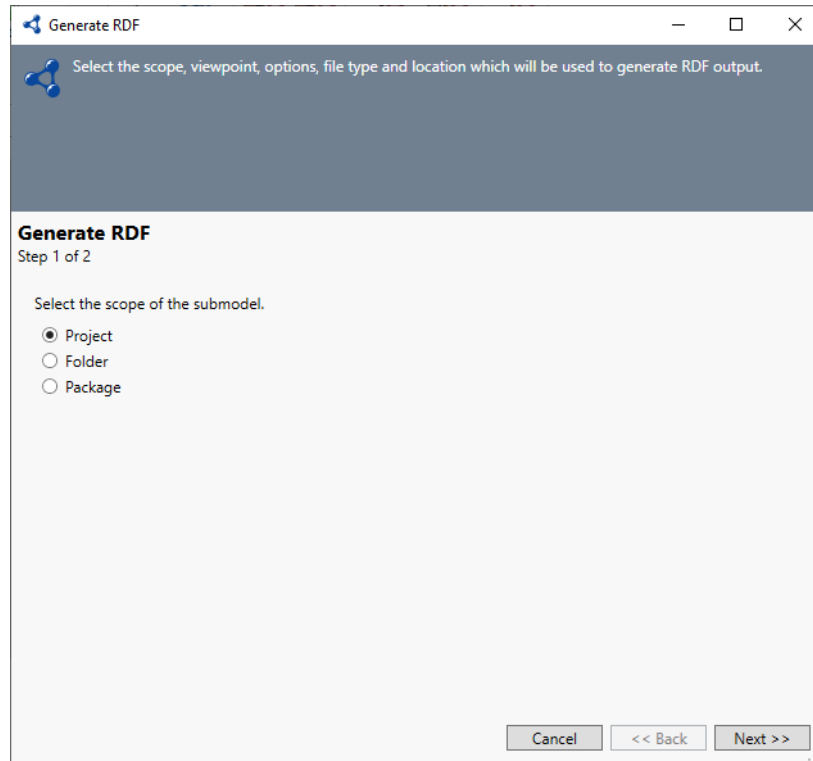 Generate RDF
Select the scope, viewpoint, options, file type and location which will be used to generate RDF output.
Generate RDF
Step 1 of 2
Select the scope of the submodel.
Project
Folder
Package
Cancel << Back Next >>